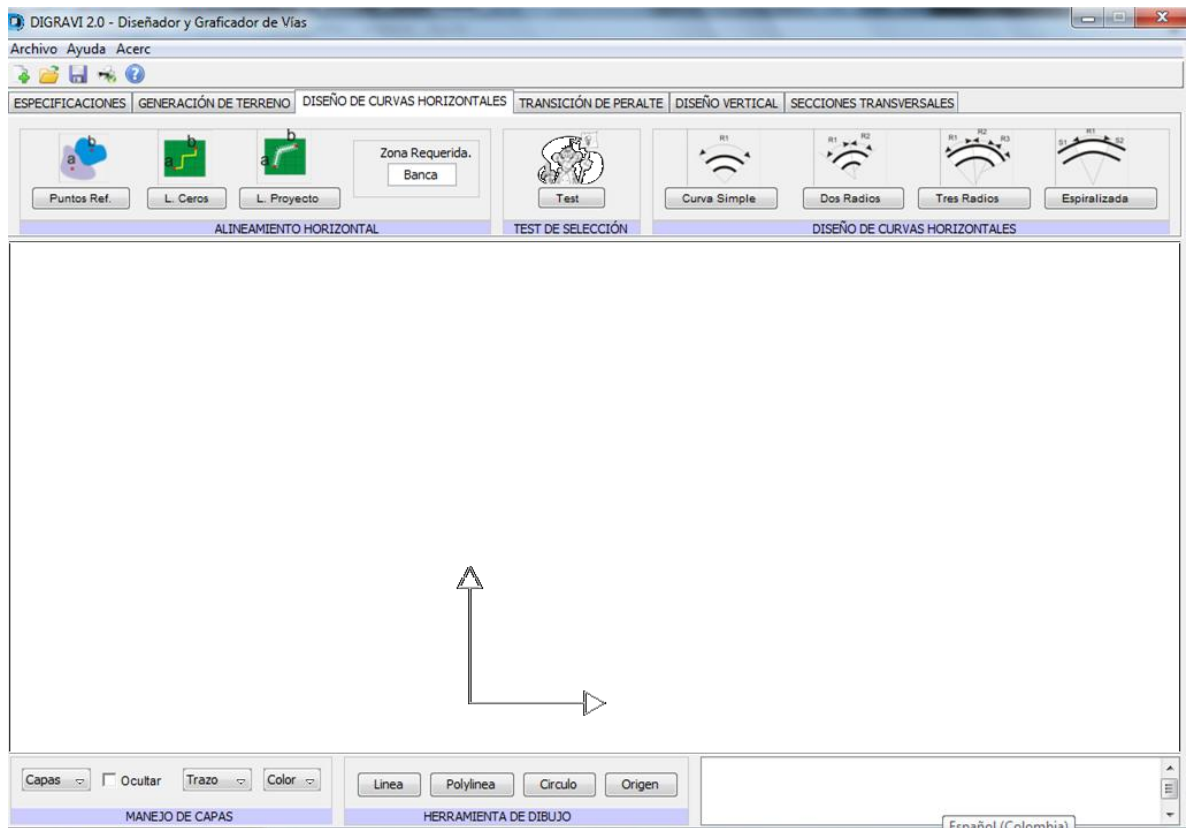 DIGRAVI 2.0 - Diseñador y Graficador de Vías
Archivo Ayuda Acerc
ESPECIFICACIONES GENERACIÓN DE TERRENO DISEÑO DE CURVAS HORIZONTALES TRANSICIÓN DE PERALTE DISEÑO VERTICAL SECCIONES TRANSVERSALES
a b
a b
a b
Zona Requerida.
Banca
R1
R1 R2
R1 R2 R3
S1 R1 S2
Puntos Ref. L. Ceros L. Proyecto Test Curva Simple Dos Radios Tres Radios Espiralizada
ALINEAMIENTO HORIZONTAL TEST DE SELECCIÓN DISEÑO DE CURVAS HORIZONTALES
Capas Ocultar Trazo Color Linea Polylinea Circulo Origen
MANEJO DE CAPAS HERRAMIENTA DE DIBUJO
Español (Colombia)